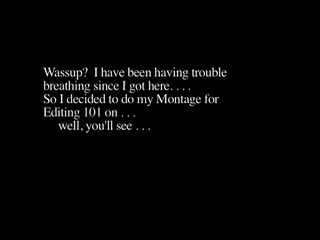 Wassup?  I have been having trouble
breathing since I got here. . . .
So I decided to do my Montage for
Editing 101 on . . .
well, you'll see . . .